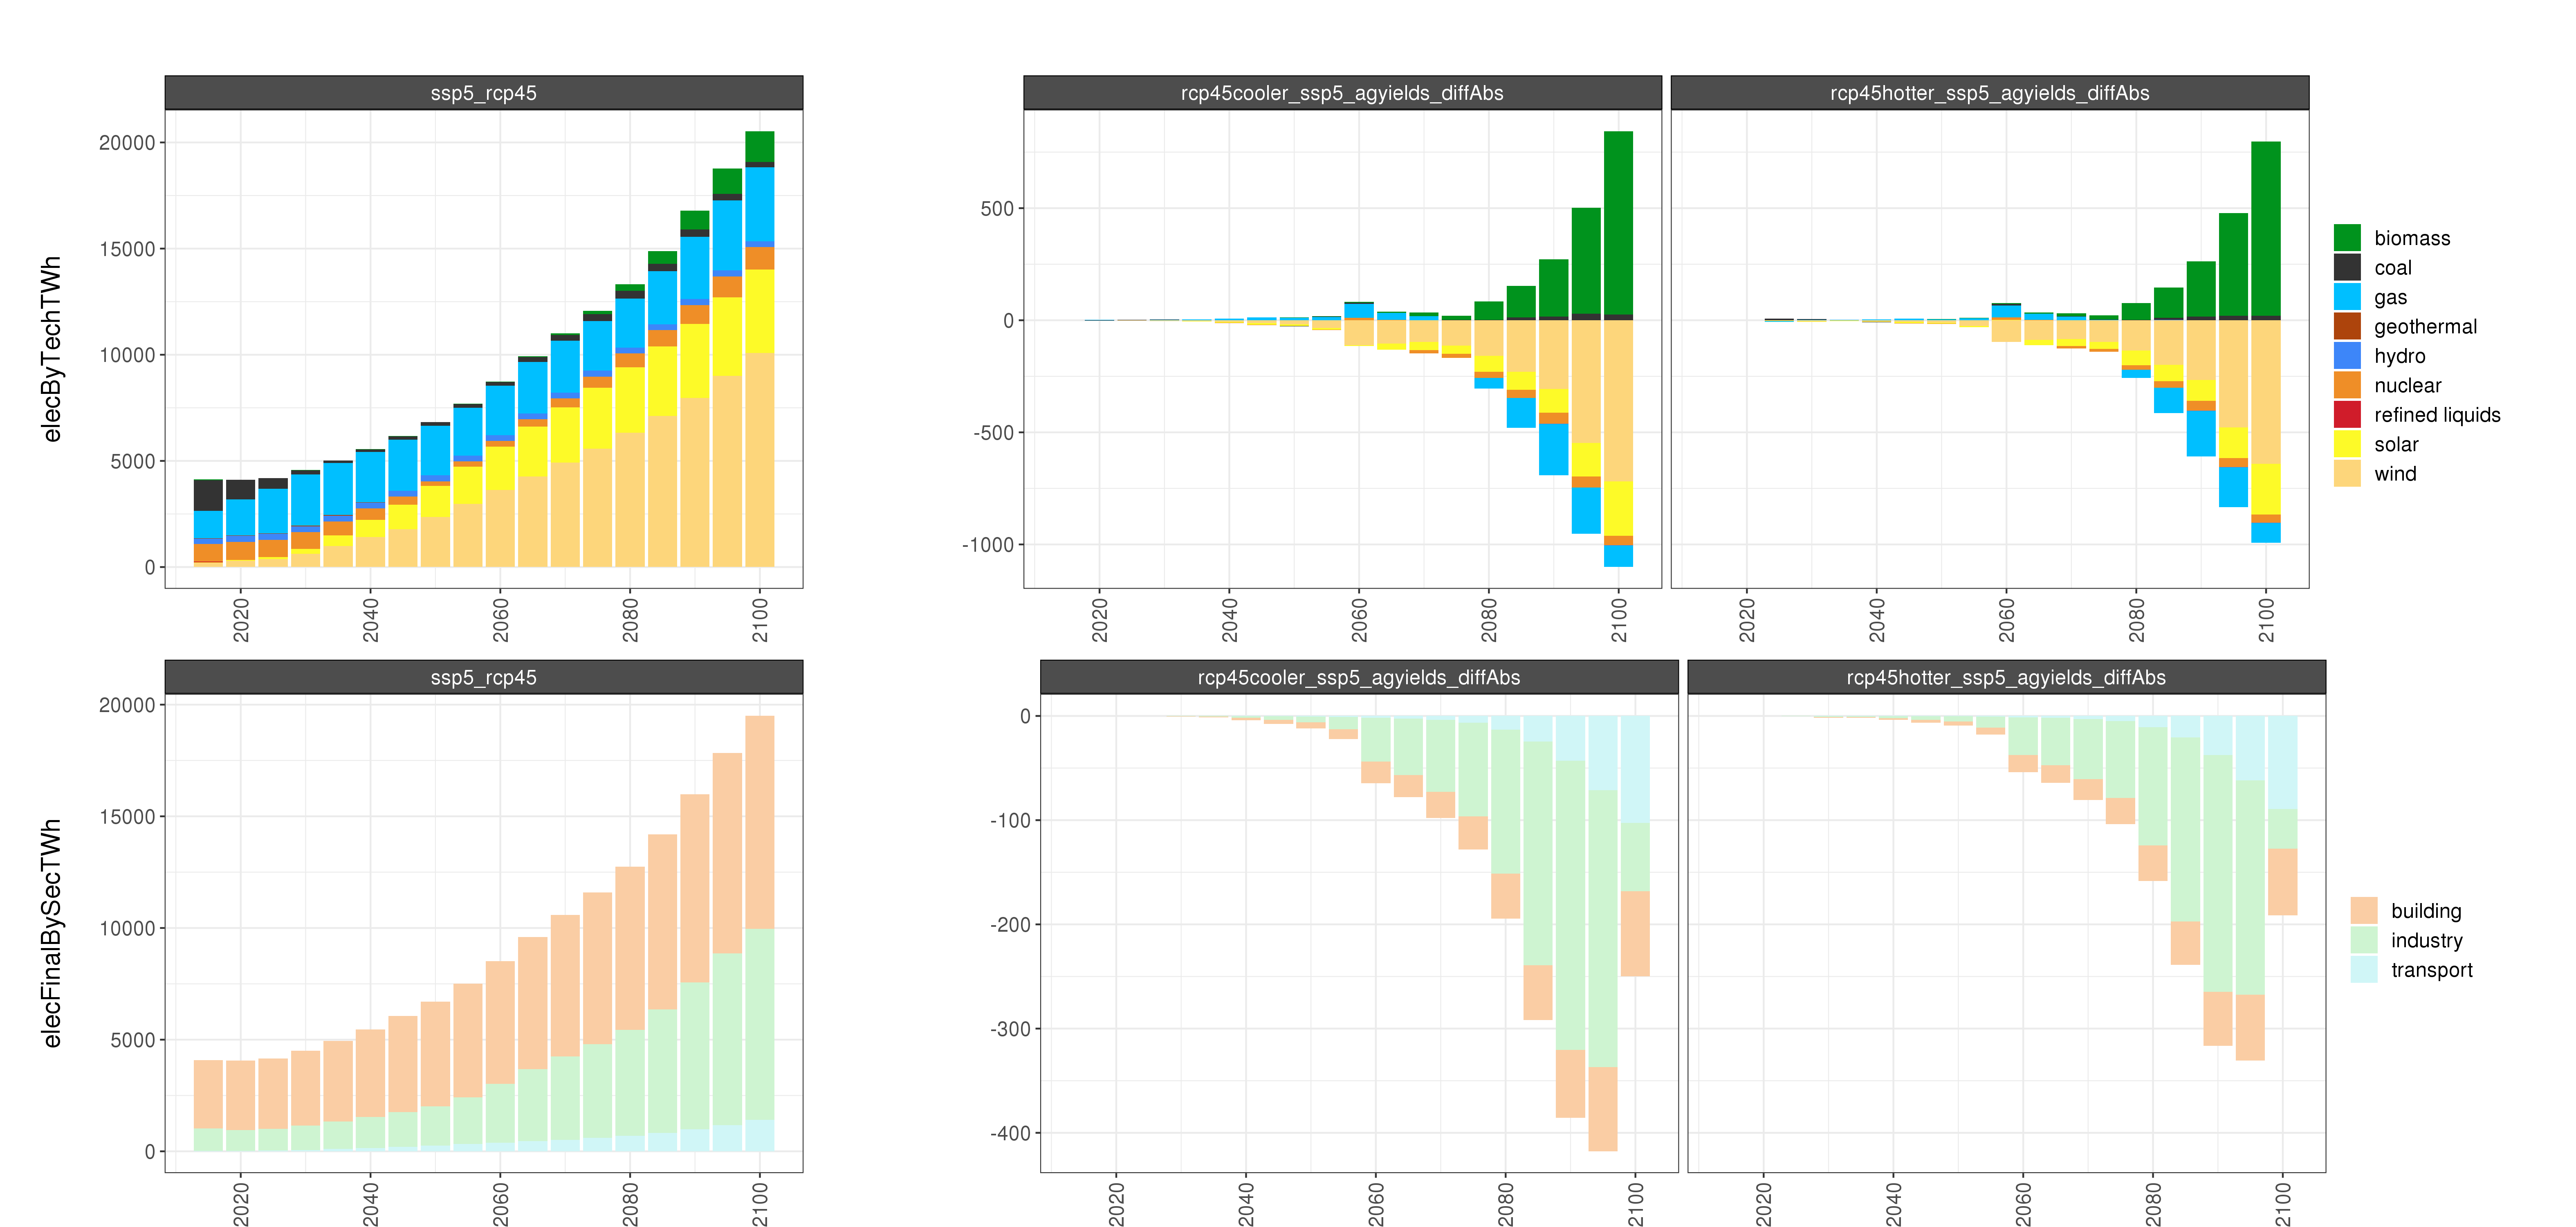 ssp5_rcp45
rcp45cooler_ssp5_agyields_diffAbs
rcp45hotter_ssp5_agyields_diffAbs
elecByTechTWh
20000
15000
10000
5000
0
2020
2040
2060
2080
2100
500
0
-500
-1000
2020
2040
2060
2080
2100
2020
2040
2060
2080
2100
biomass
coal
gas
geothermal
hydro
nuclear
refined liquids
solar
wind
ssp5_rcp45
rcp45cooler_ssp5_agyields_diffAbs
rcp45hotter_ssp5_agyields_diffAbs
elecFinalBySecTWh
20000
15000
10000
5000
0
2020
2040
2060
2080
2100
0
-100
-200
-300
-400
2020
2040
2060
2080
2100
2020
2040
2060
2080
2100
building
industry
transport